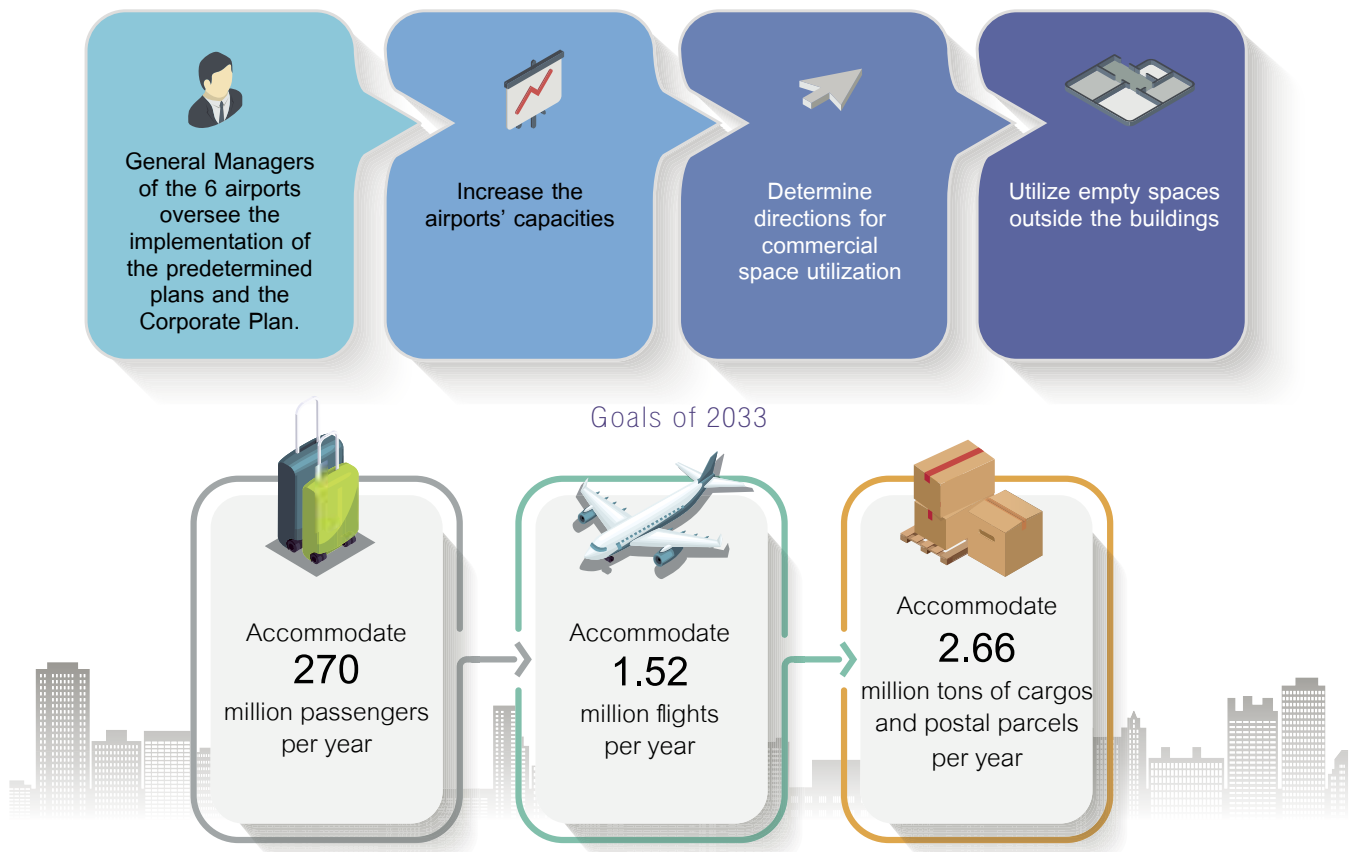 General Managers
of the 6 airports
oversee the
implementation of
the predetermined
plans and the
Corporate Plan.
Increase the
airports’ capacities
Determine
directions for
commercial
space utilization
Utilize empty spaces
outside the buildings
Goals of 2033
Accommodate
270
million passengers
per year
Accommodate
1.52
million flights
per year
Accommodate
2.66
million tons of cargos
and postal parcels
per year